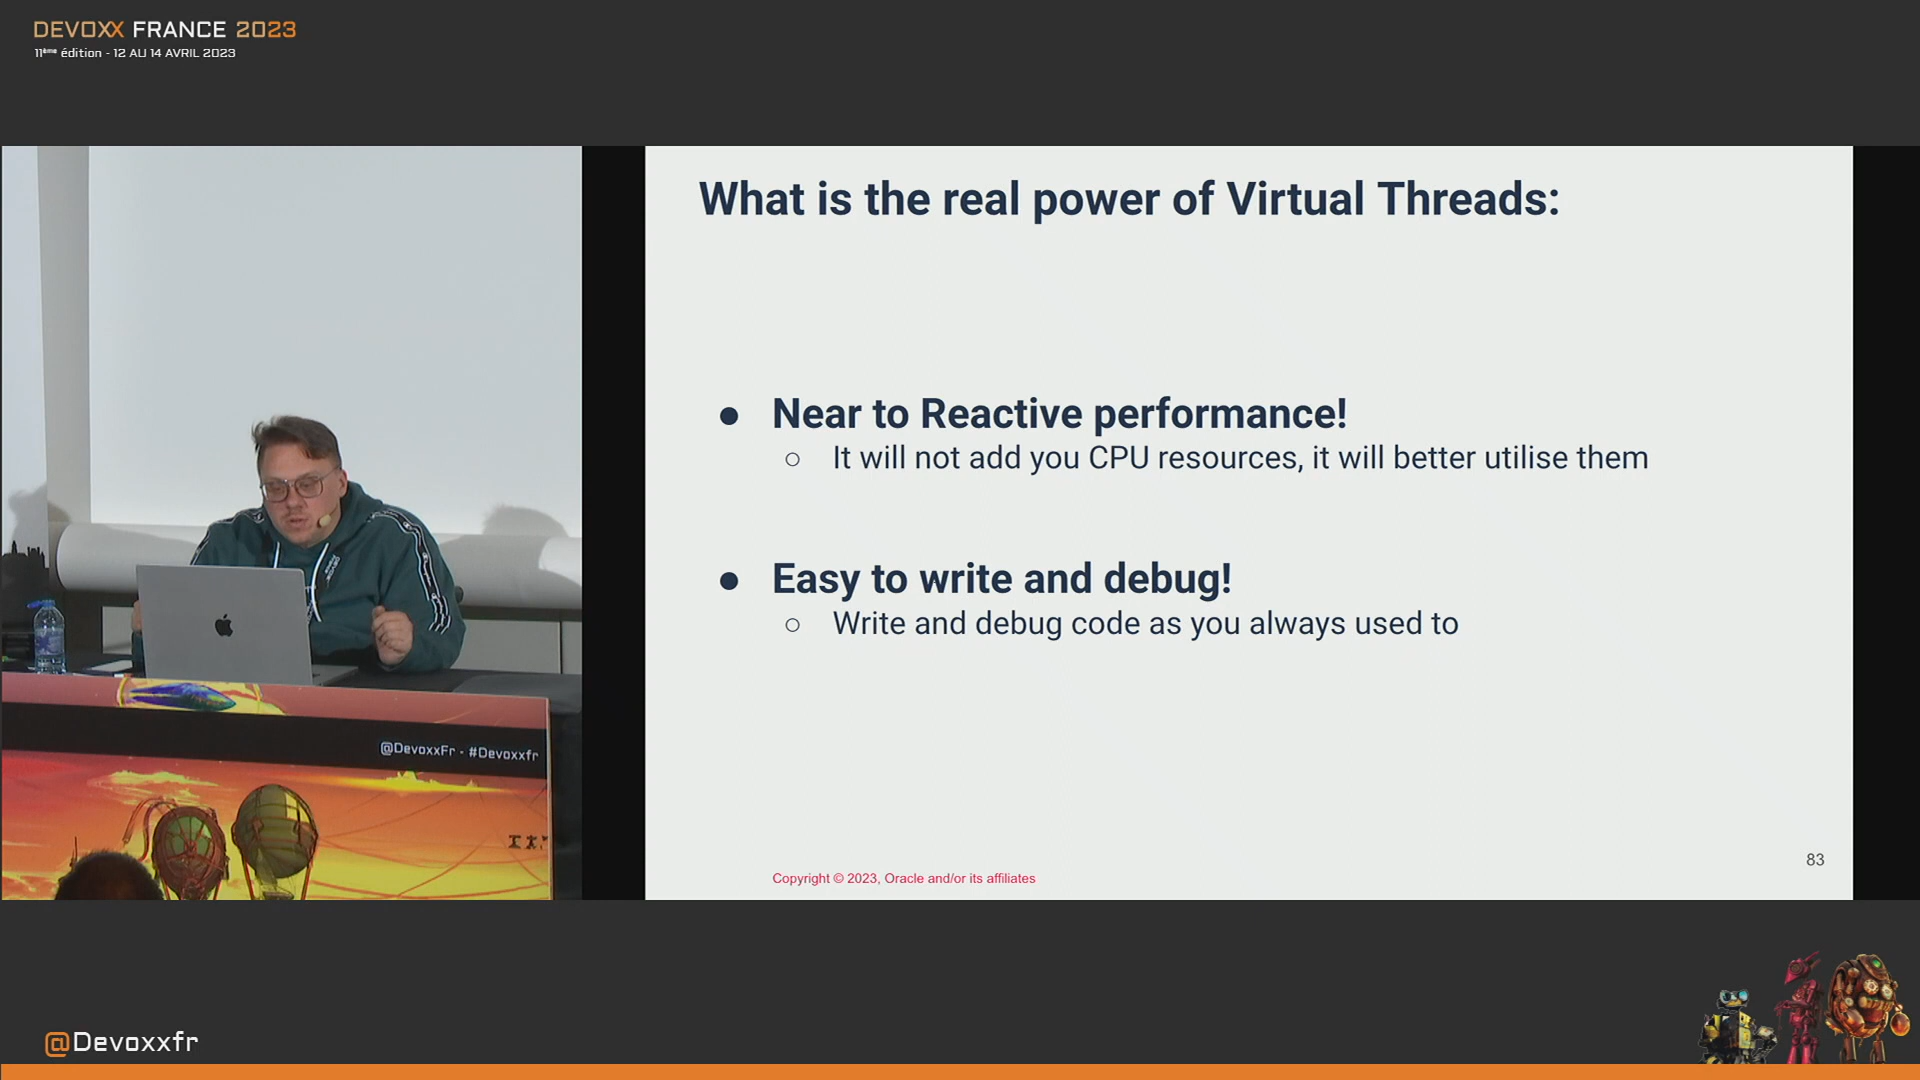 DEVOXX FRANCE 2023
11ème édition - 12 AU 14 AVRIL 2023
What is the real power of Virtual Threads:
● Near to Reactive performance!
○ It will not add you CPU resources, it will better utilise them
● Easy to write and debug!
○ Write and debug code as you always used to
@DevoxxFr - #Devoxxfr
83
Copyright © 2023, Oracle and/or its affiliates
@Devoxxfr